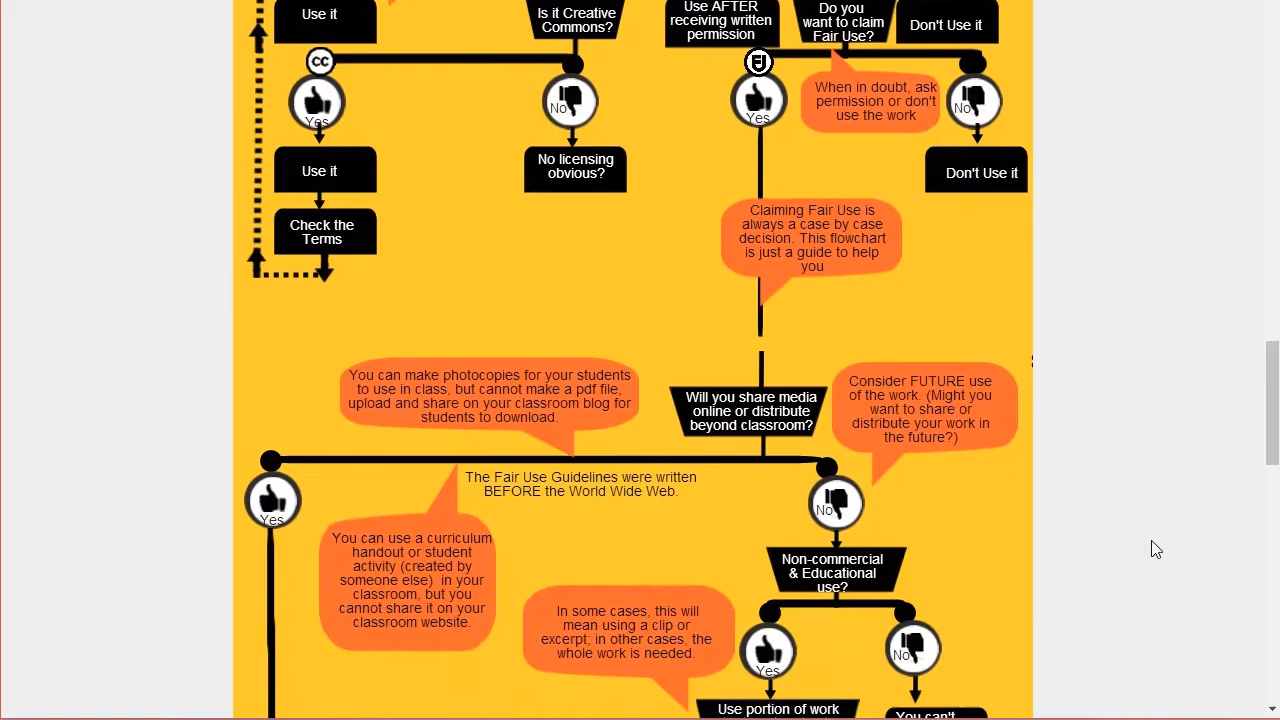 Use it
Is it Creative
Commons?
Use AFTER
receiving written
permission
Do you
want to claim
Fair Use?
Don't Use it
CC
Yes
No
Yes
When in doubt, ask
permission or don't
use the work
No
Use it
No licensing
obvious?
Don't Use it
Check the
Terms
Claiming Fair Use is
always a case by case
decision. This flowchart
is just a guide to help
you
You can make photocopies for your students
to use in class, but cannot make a pdf file,
upload and share on your classroom blog for
students to download.
Will you share media
online or distribute
beyond classroom?
Consider FUTURE use
of the work. (Might you
want to share or
distribute your work in
the future?)
The Fair Use Guidelines were written
BEFORE the World Wide Web.
Yes
No
You can use a curriculum
handout or student
activity (created by
someone else) in your
classroom, but you
cannot share it on your
classroom website.
Non-commercial
& Educational
use?
In some cases, this will
mean using a clip or
excerpt; in other cases, the
whole work is needed.
Yes
No
Use portion of work
You can't